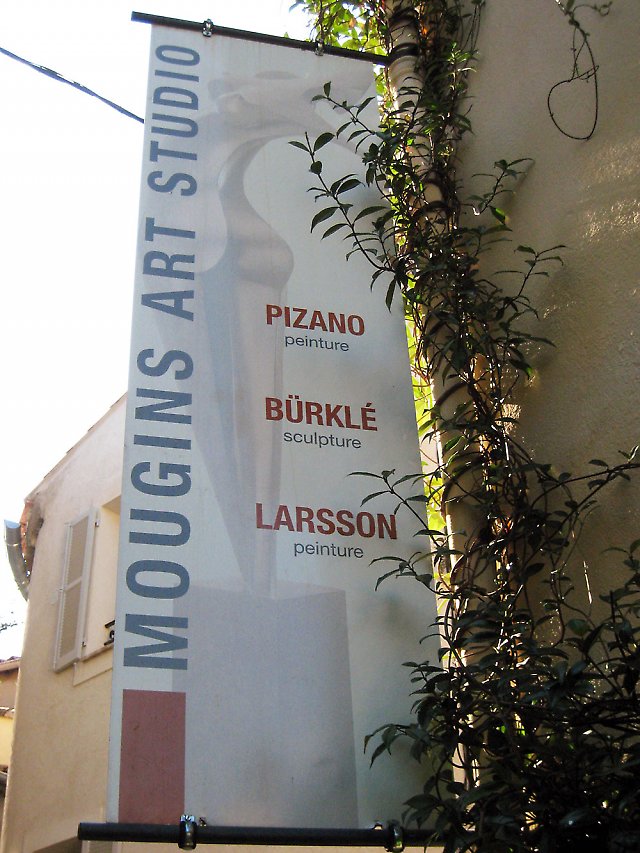 MOUGINS ART STUDIO
PIZANO
peinture
BÜRKLÉ
sculpture
LARSSON
peinture